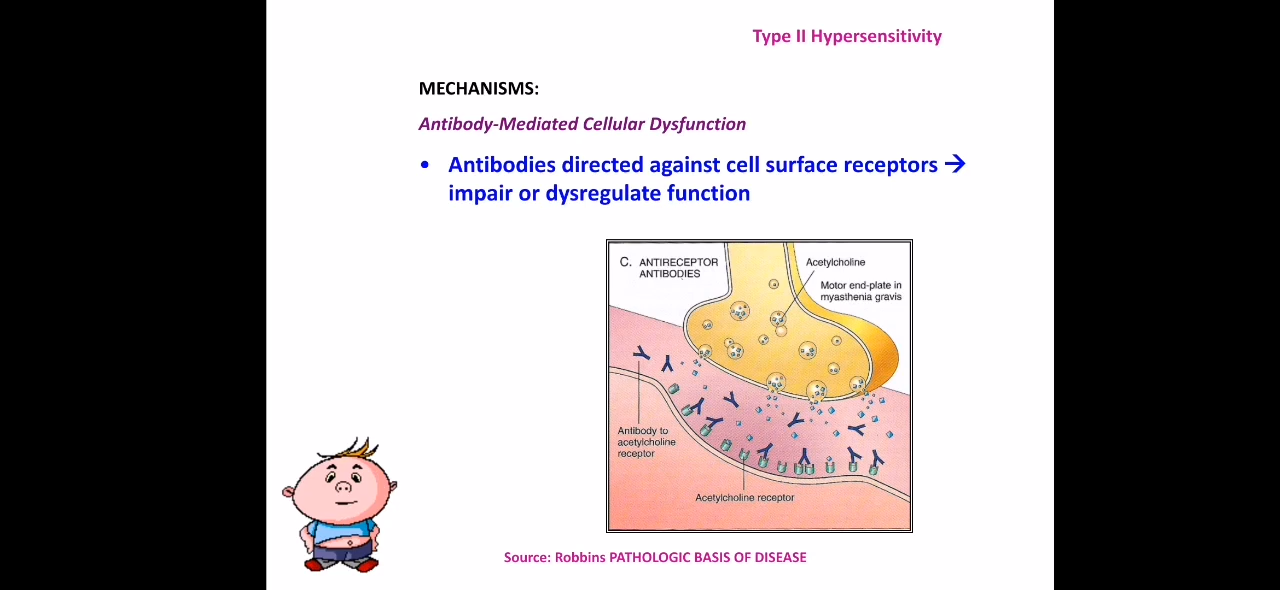 Type II Hypersensitivity
MECHANISMS:
Antibody-Mediated Cellular Dysfunction
• Antibodies directed against cell surface receptors →
impair or dysregulate function
C. ANTIRECEPTOR
ANTIBODIES
Acetylcholine
Motor end-plate in
myasthenia gravis
Antibody to
acetylcholine
receptor
Acetylcholine receptor
Source: Robbins PATHOLOGIC BASIS OF DISEASE